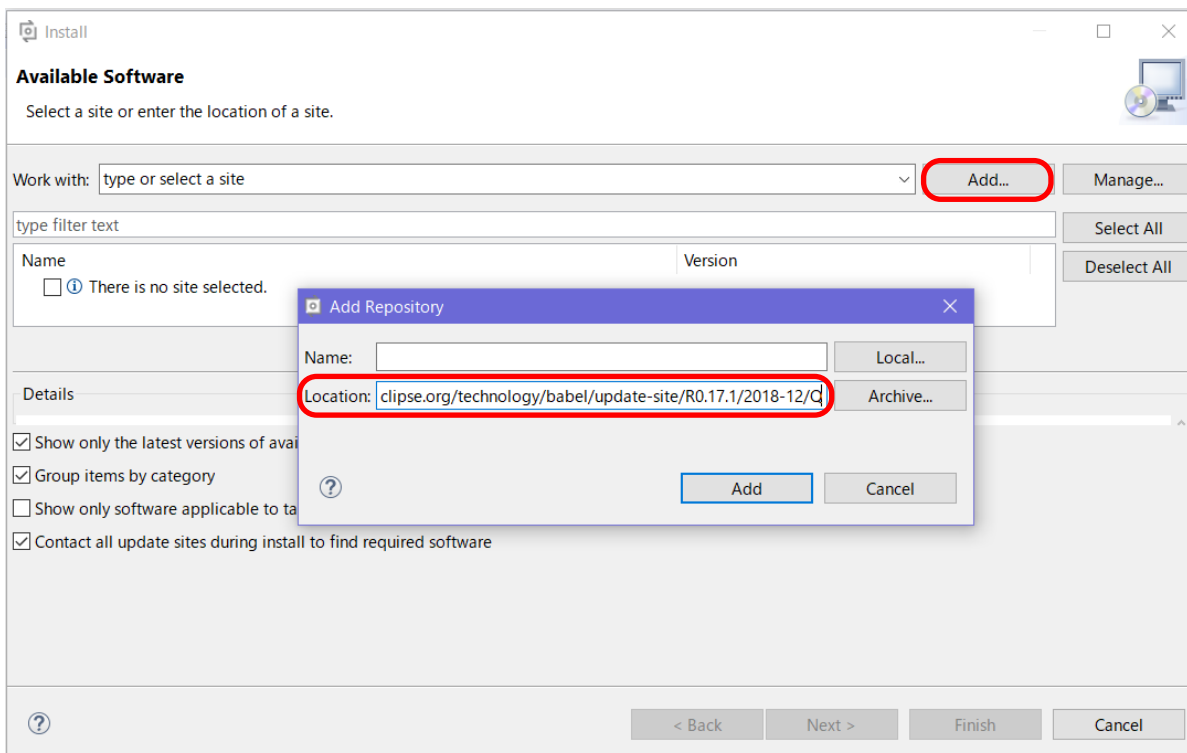 Install
Available Software
Select a site or enter the location of a site.
Work with: type or select a site Add... Manage...
type filter text Select All
Name Version Deselect All
There is no site selected.
Add Repository
Name: Local...
Location: clipse.org/technology/babel/update-site/R0.17.1/2018-12/ Archive...
Details
Show only the latest versions of avai
Group items by category
Add Cancel
Show only software applicable to ta
Contact all update sites during install to find required software
< Back Next > Finish Cancel